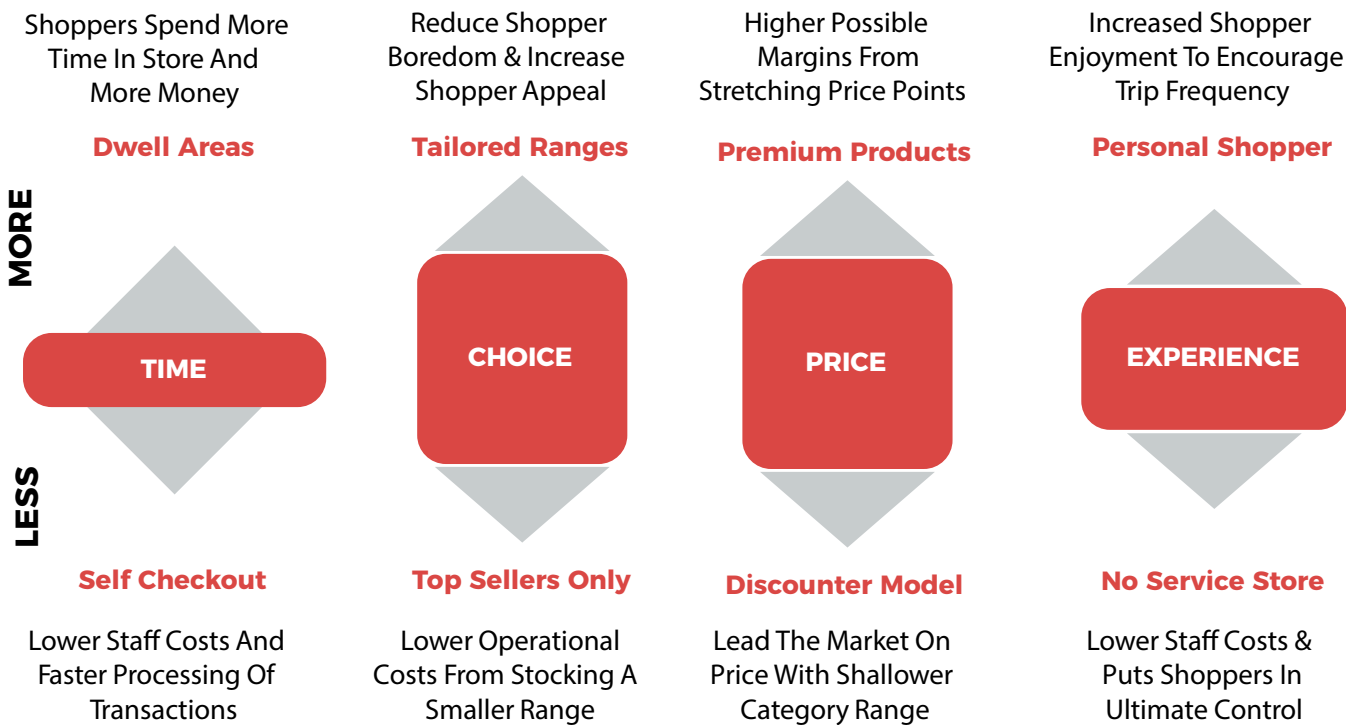 Shoppers Spend More
Time In Store And
More Money
Reduce Shopper
Boredom & Increase
Shopper Appeal
Higher Possible
Margins From
Stretching Price Points
Increased Shopper
Enjoyment To Encourage
Trip Frequency
Dwell Areas
Tailored Ranges
Premium Products
Personal Shopper
MORE
TIME
CHOICE
PRICE
EXPERIENCE
LESS
Self Checkout
Top Sellers Only
Discounter Model
No Service Store
Lower Staff Costs And
Faster Processing Of
Transactions
Lower Operational
Costs From Stocking A
Smaller Range
Lead The Market On
Price With Shallower
Category Range
Lower Staff Costs &
Puts Shoppers In
Ultimate Control